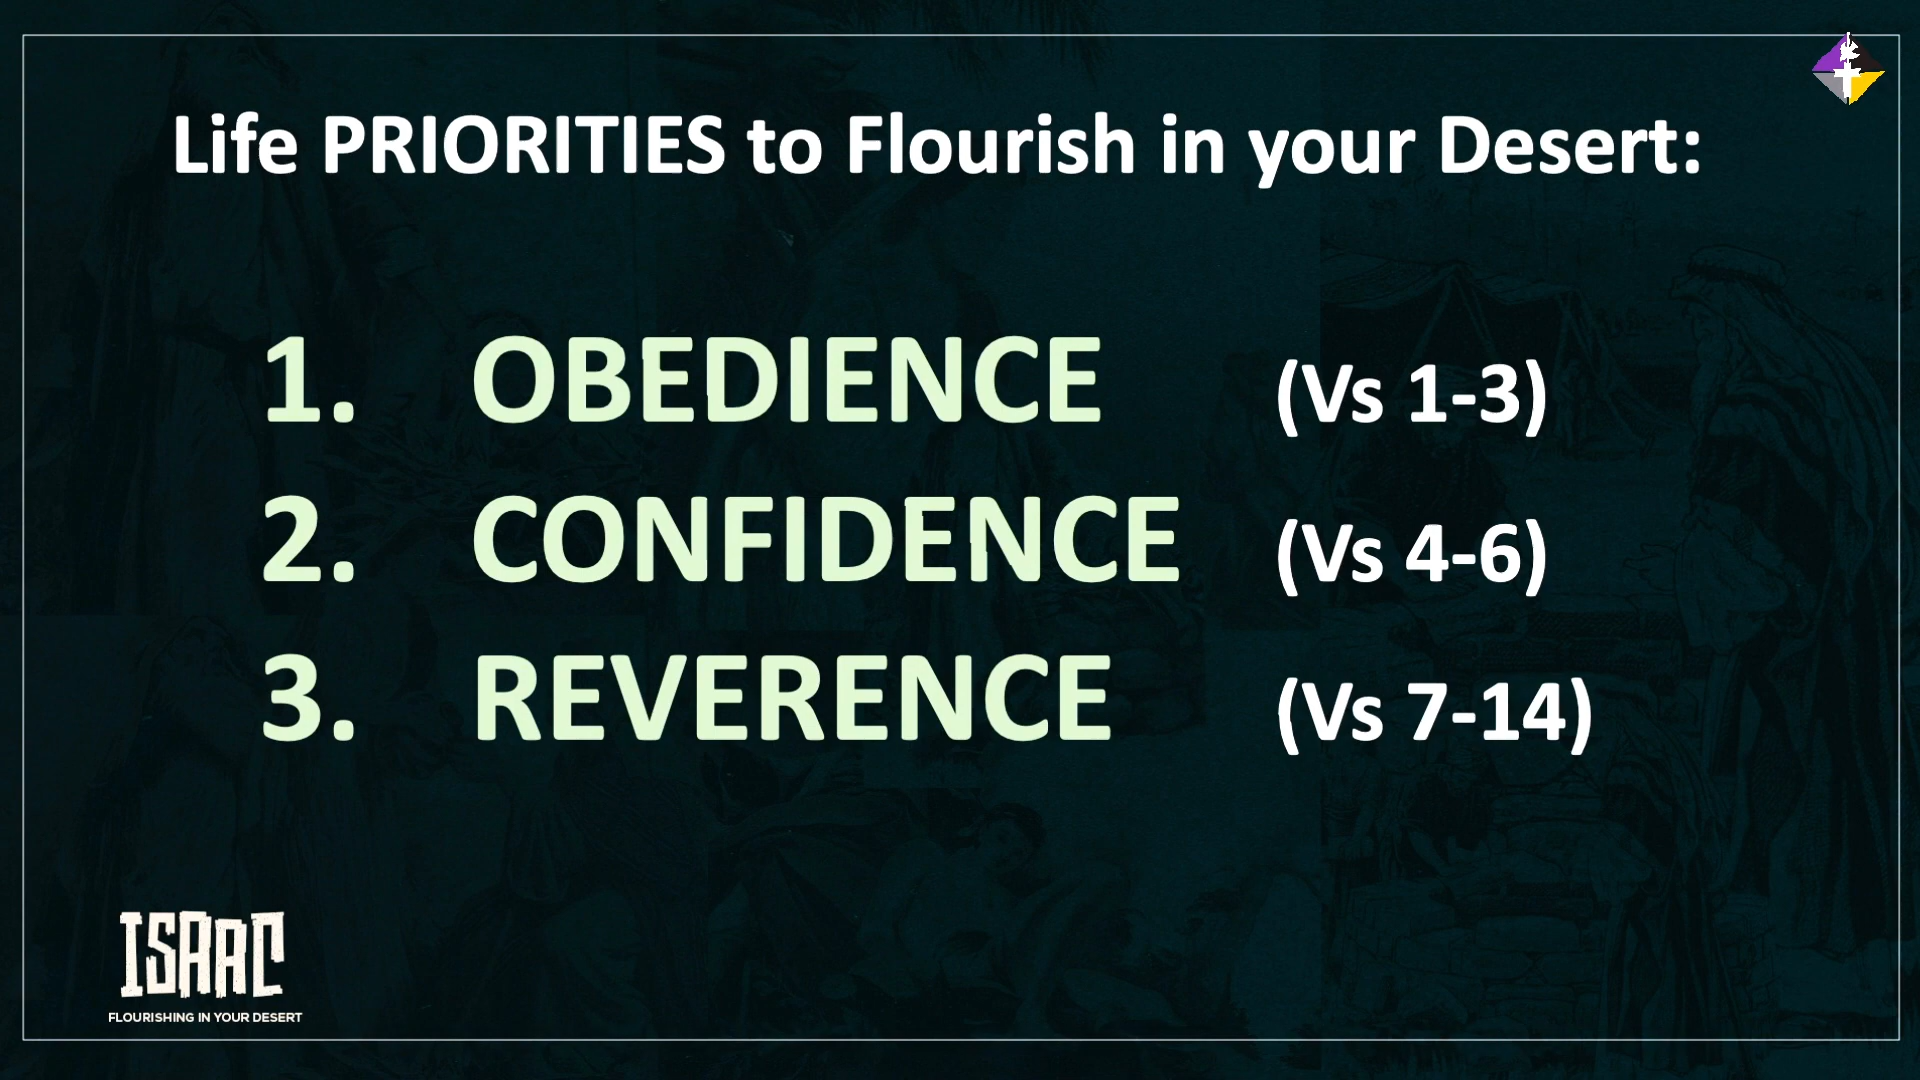 Life PRIORITIES to Flourish in your Desert:
1. OBEDIENCE (Vs 1-3)
2. CONFIDENCE (Vs 4-6)
3. REVERENCE (Vs 7-14)
ISAAC
FLOURISHING IN YOUR DESERT